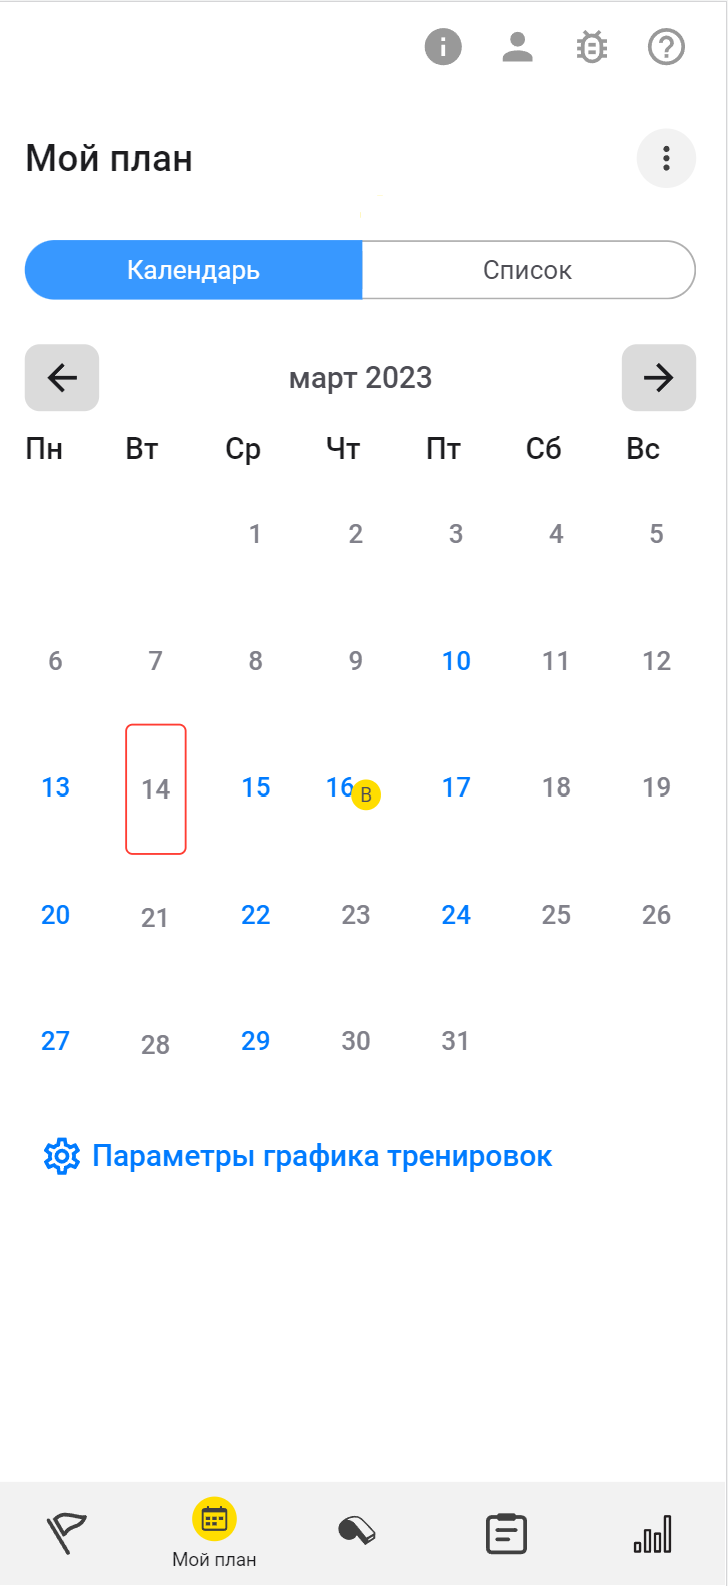 Мой план
Календарь Список
март 2023
Пн Вт Ср Чт Пт Сб Вс
1 2 3 4 5
6 7 8 9 10 11 12
13 14 15 16 B 17 18 19
20 21 22 23 24 25 26
27 28 29 30 31
Параметры графика тренировок
Мой план